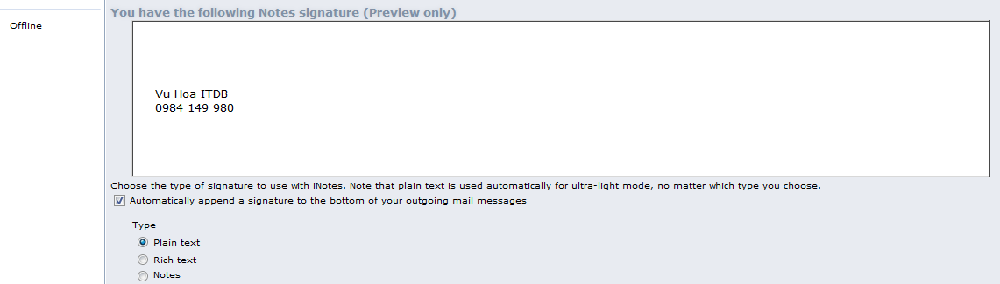 You have the following Notes signature (Preview only)
Offline
Vu Hoa ITDB
0984 149 980
Choose the type of signature to use with iNotes. Note that plain text is used automatically for ultra-light mode, no matter which type you choose.
Automatically append a signature to the bottom of your outgoing mail messages
Type
Plain text
Rich text
Notes